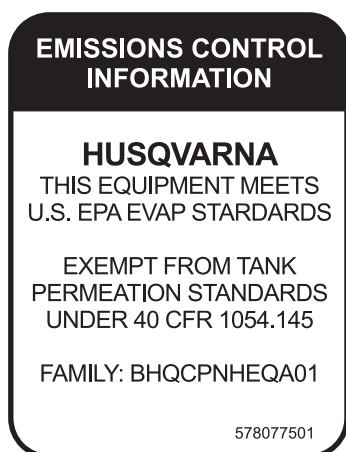 EMISSIONS CONTROL
INFORMATION
HUSQVARNA
THIS EQUIPMENT MEETS
U.S. EPA EVAP STARDARDS
EXEMPT FROM TANK
PERMEATION STANDARDS
UNDER 40 CFR 1054.145
FAMILY: BHQCPNHEQA01
578077501